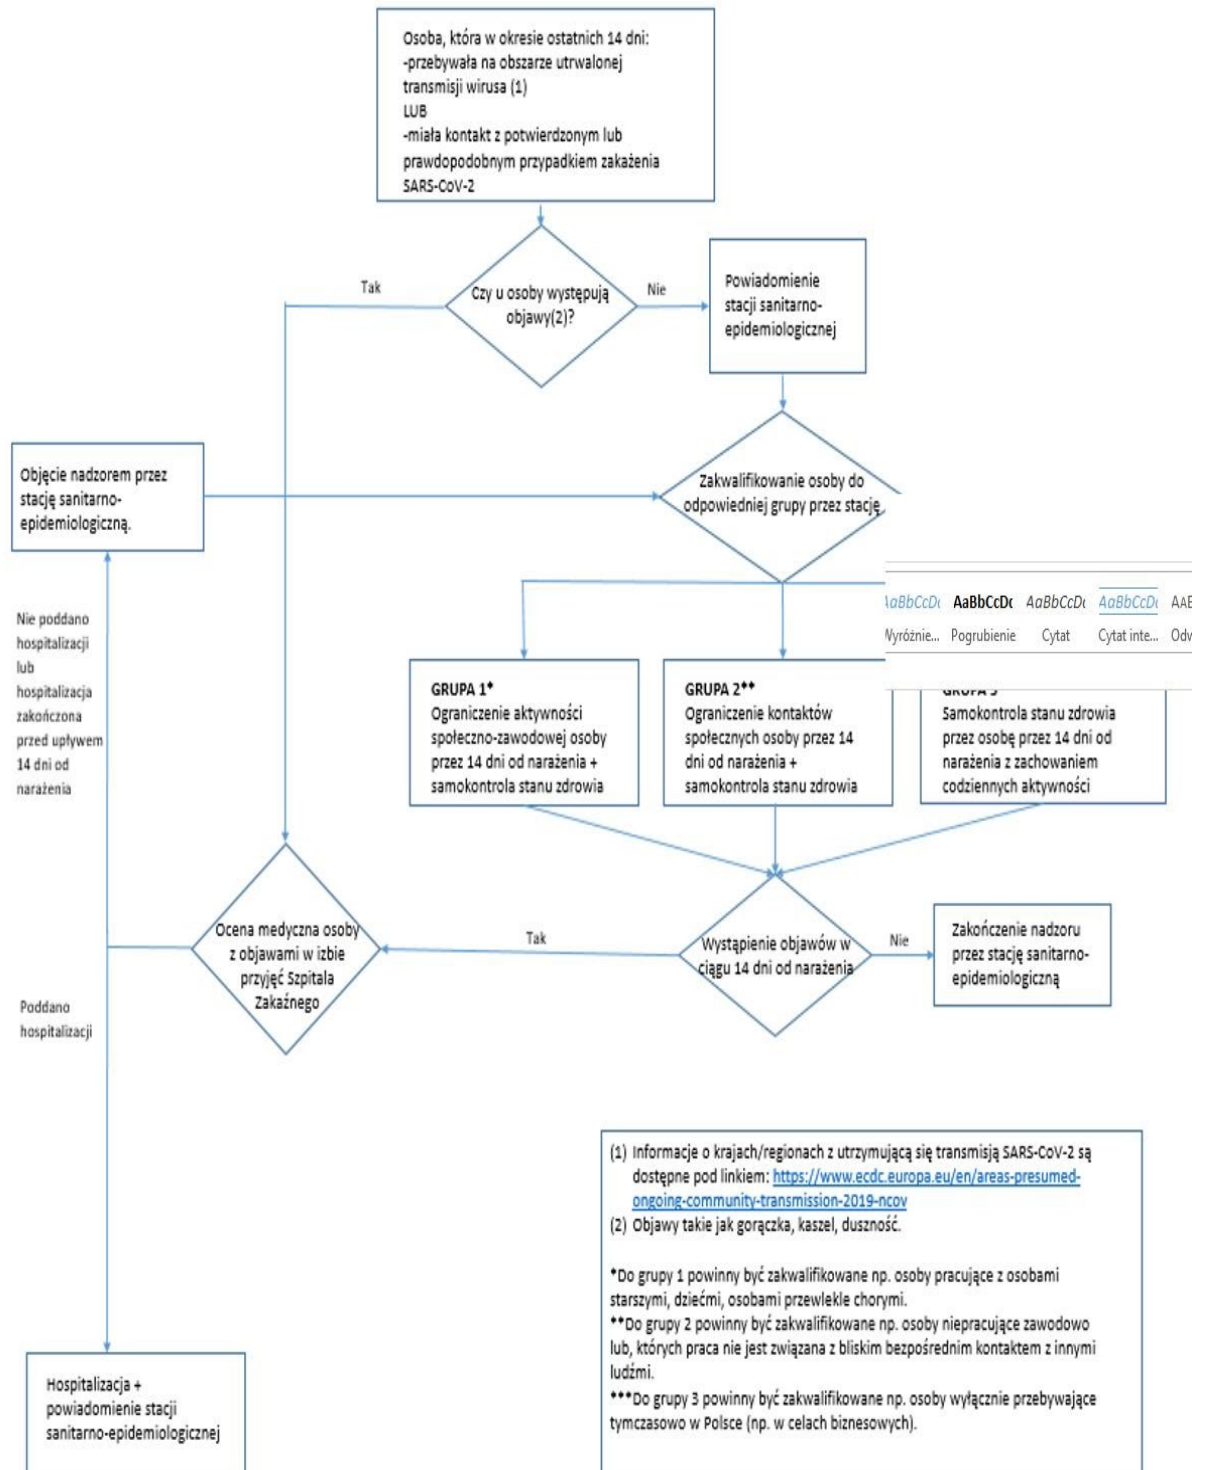 Osoba, która w okresie ostatnich 14 dni:
-przebywała na obszarze utrwalonej
transmisji wirusa (1)
LUB
-miała kontakt z potwierdzonym lub
prawdopodobnym przypadkiem zakażenia
SARS-CoV-2
Tak
Czy u osoby występują
objawy(2)?
Nie
Powiadomienie
stacji sanitarno-
epidemiologicznej
Objęcie nadzorem przez
stację sanitarno-
epidemiologiczną.
Zakwalifikowanie osoby do
odpowiedniej grupy przez stację
AaBbCcDc AaBbCcDc AaBbCcDc AaBbCcDc AAE
Wyróżnie... Pogrubienie Cytat Cytat inte... Odw
Nie poddano
hospitalizacji
lub
hospitalizacja
zakończona
przed upływem
14 dni od
narażenia
GRUPA 1*
Ograniczenie aktywności
społeczno-zawodowej osoby
przez 14 dni od narażenia +
samokontrola stanu zdrowia
GRUPA 2**
Ograniczenie kontaktów
społecznych osoby przez 14
dni od narażenia +
samokontrola stanu zdrowia
GRUPA 3
Samokontrola stanu zdrowia
przez osobę przez 14 dni od
narażenia z zachowaniem
codziennych aktywności
Ocena medyczna osoby
z objawami w izbie
przyjęć Szpitala
Zakaźnego
Tak
Wystąpienie objawów w
ciągu 14 dni od narażenia
Nie
Zakończenie nadzoru
przez stację sanitarno-
epidemiologiczną
Poddano
hospitalizacji
(1) Informacje o krajach/regionach z utrzymującą się transmisją SARS-CoV-2 są
dostępne pod linkiem: https://www.ecdc.europa.eu/en/areas-presumed-
ongoing-community-transmission-2019-ncov
(2) Objawy takie jak gorączka, kaszel, duszność.
*Do grupy 1 powinny być zakwalifikowane np. osoby pracujące z osobami
starszymi, dziećmi, osobami przewlekle chorymi.
**Do grupy 2 powinny być zakwalifikowane np. osoby niepracujące zawodowo
lub, których praca nie jest związana z bliskim bezpośrednim kontaktem z innymi
ludźmi.
***Do grupy 3 powinny być zakwalifikowane np. osoby wyłącznie przebywające
tymczasowo w Polsce (np. w celach biznesowych).
Hospitalizacja +
powiadomienie stacji
sanitarno-epidemiologicznej